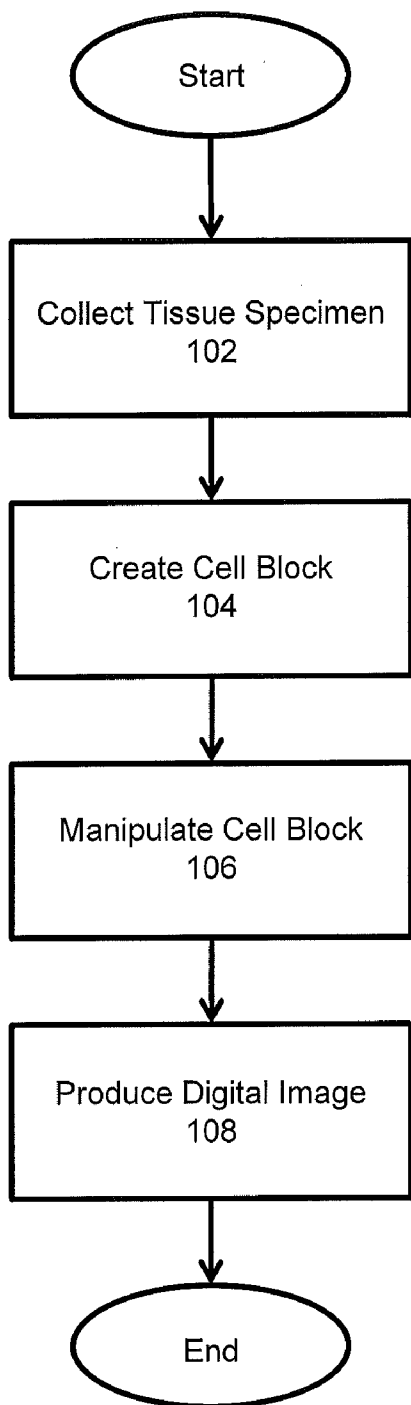 Start
Collect Tissue Specimen
102
Create Cell Block
104
Manipulate Cell Block
106
Produce Digital Image
108
End